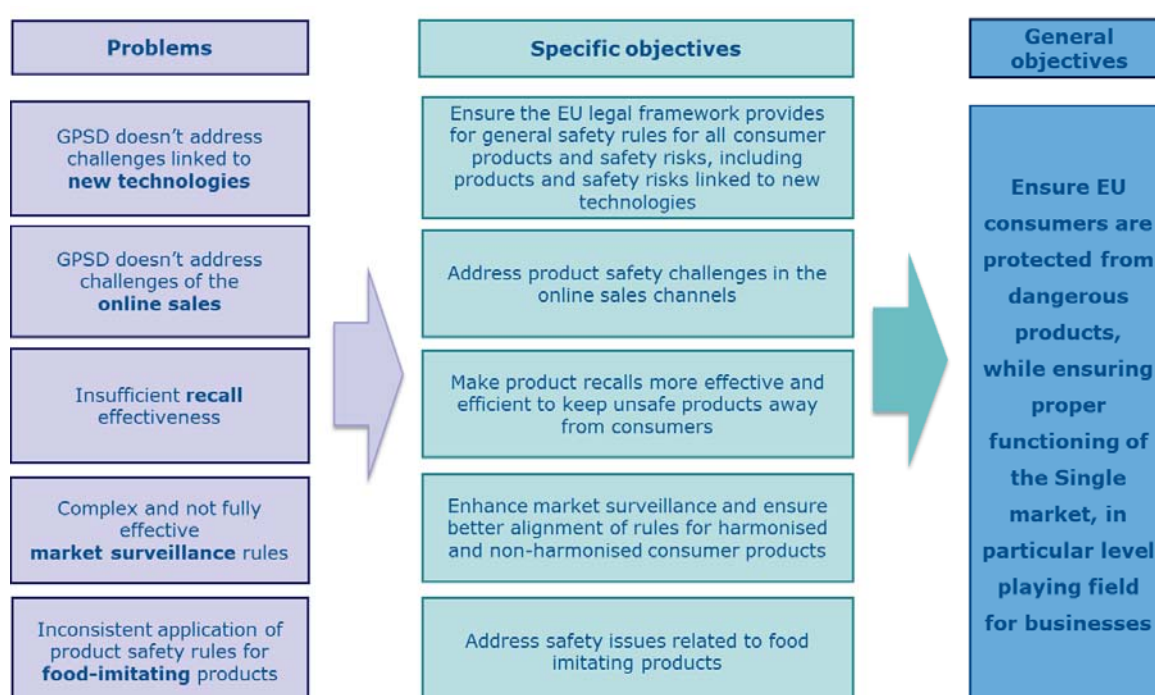 Problems
GPSD doesn’t address
challenges linked to
new technologies
GPSD doesn’t address
challenges of the
online sales
Insufficient recall
effectiveness
Complex and not fully
effective
market surveillance rules
Inconsistent application of
product safety rules for
food-imitating products
Specific objectives
Ensure the EU legal framework provides
for general safety rules for all consumer
products and safety risks, including
products and safety risks linked to new
technologies
Address product safety challenges in the
online sales channels
Make product recalls more effective and
efficient to keep unsafe products away
from consumers
Enhance market surveillance and ensure
better alignment of rules for harmonised
and non-harmonised consumer products
Address safety issues related to food
imitating products
General
objectives
Ensure EU
consumers are
protected from
dangerous
products,
while ensuring
proper
functioning of
the Single
market, in
particular level
playing field
for businesses